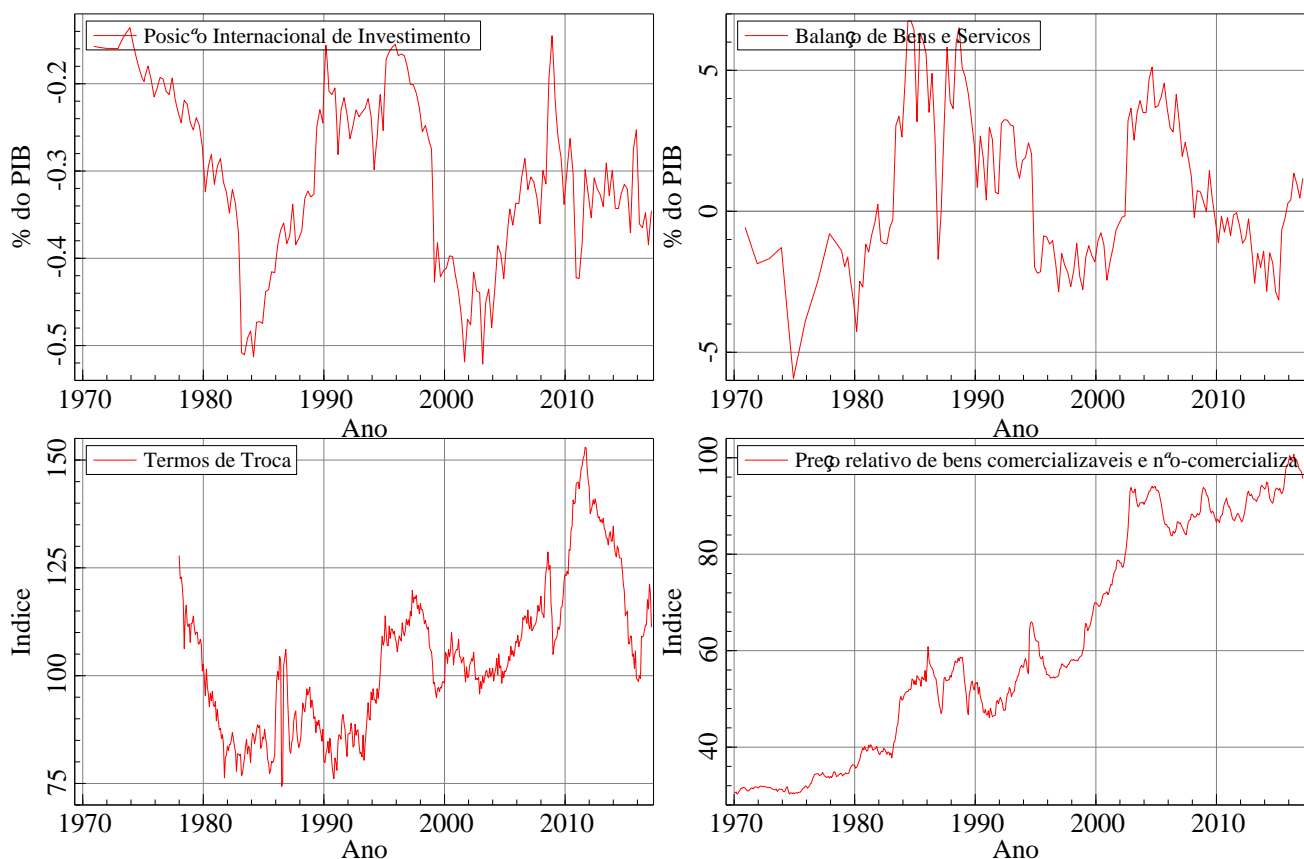 Posicªo Internacional de Investimento
% do PIB
-0.2
-0.3
-0.4
-0.5
1970 1980 1990 2000 2010
Ano
Balanço de Bens e Servicos
% do PIB
5
0
-5
1970 1980 1990 2000 2010
Ano
Termos de Troca
Indice
150
125
100
75
1970 1980 1990 2000 2010
Ano
Preço relativo de bens comercializaveis e nªo-comercializa
Indice
100
80
60
40
1970 1980 1990 2000 2010
Ano